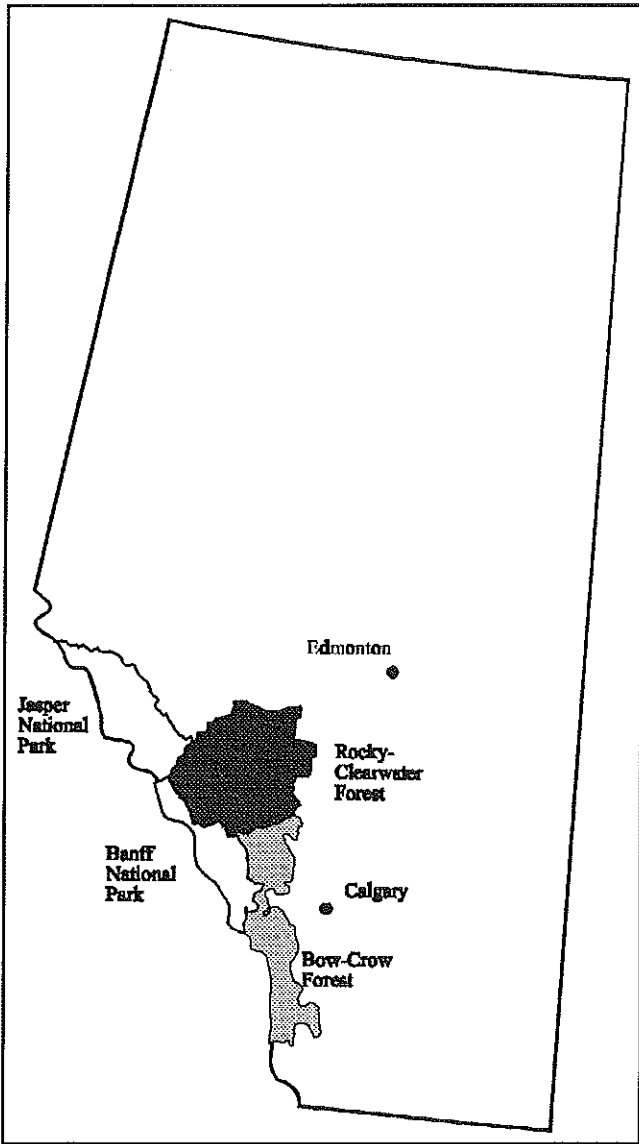 Edmonton
Jasper
National
Park
Rocky-
Clearwater
Forest
Banff
National
Park
Calgary
Bow-Crow
Forest